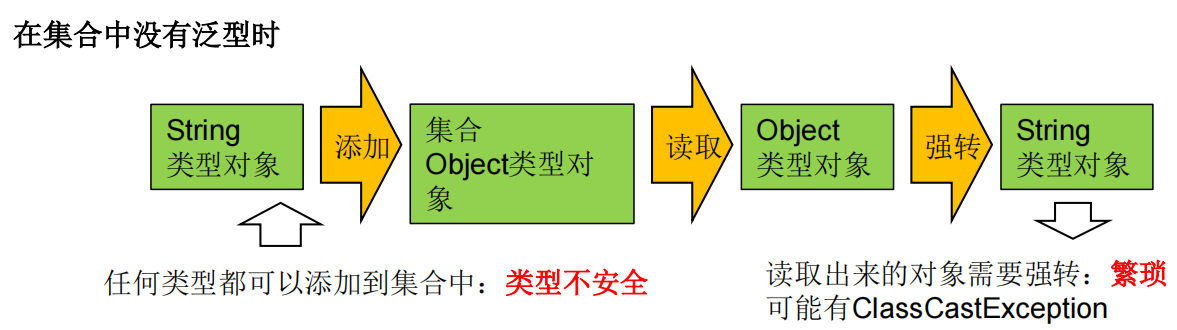 在集合中没有泛型时
String
类型对象
添加
集合
Object类型对
象
读取
Object
类型对象
强转
String
类型对象
任何类型都可以添加到集合中：类型不安全
读取出来的对象需要强转：繁琐
可能有ClassCastException